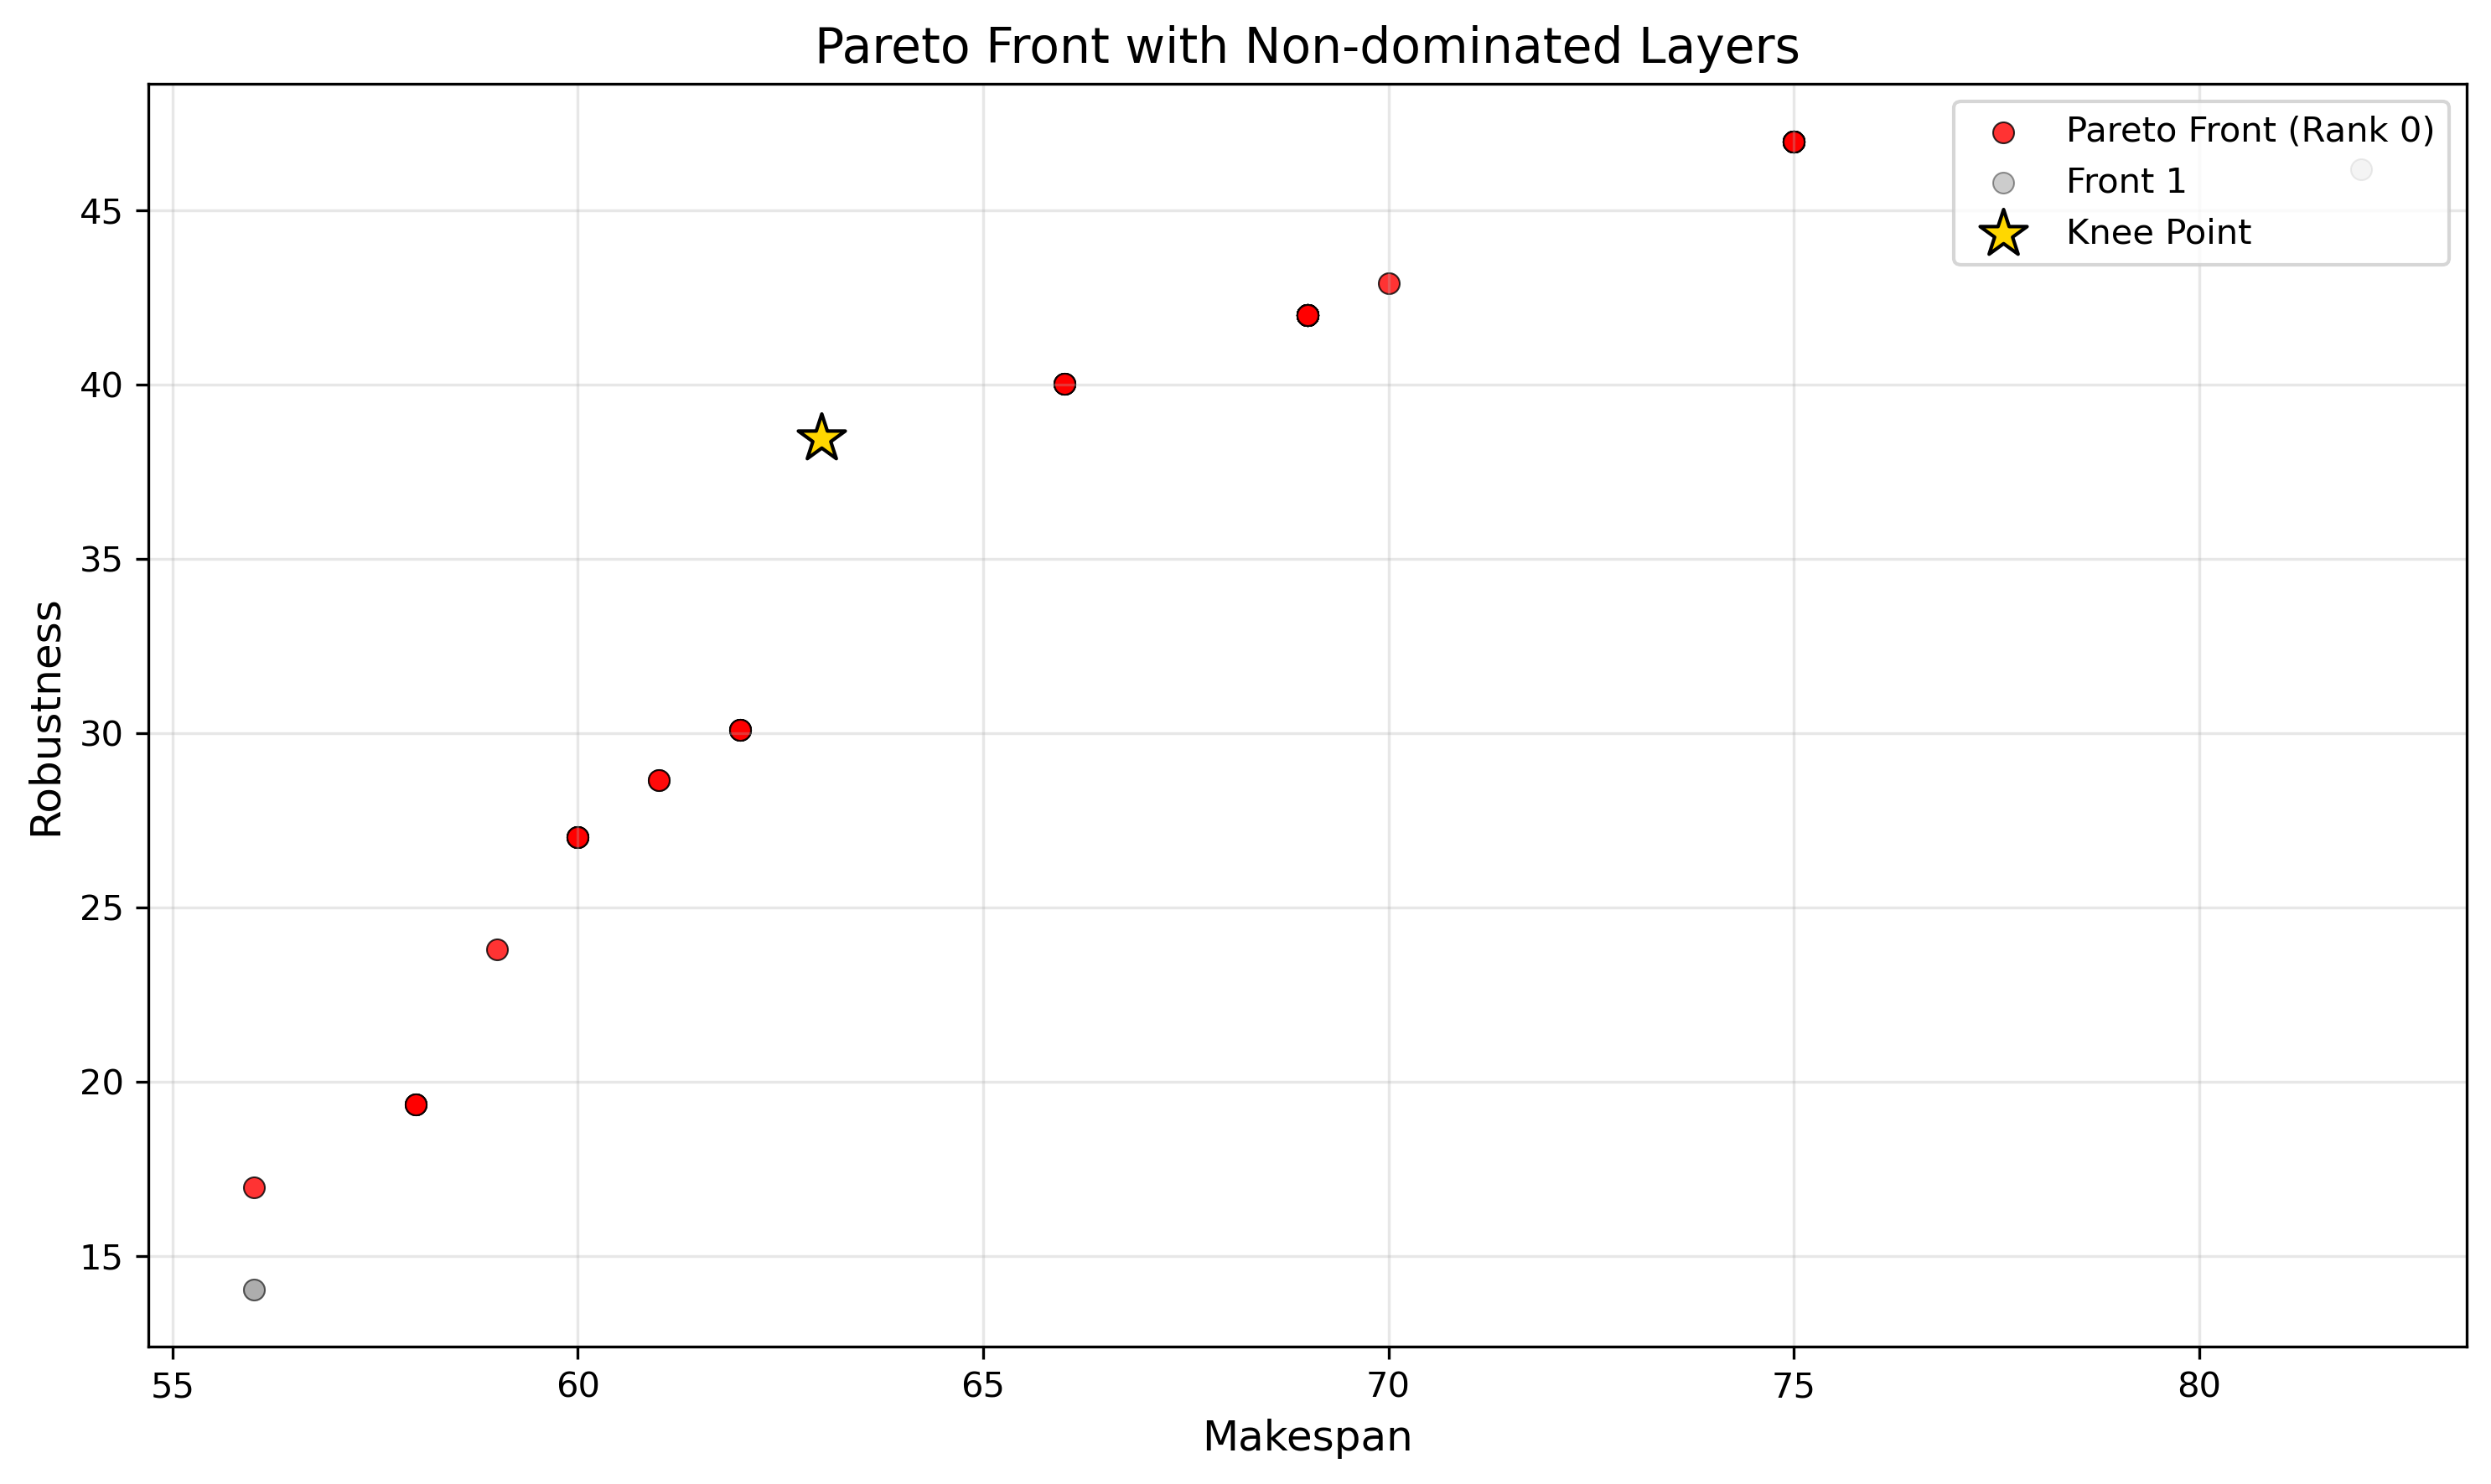 Pareto Front with Non-dominated Layers
Pareto Front (Rank 0)
Front 1
Knee Point
45
40
35
30
25
20
15
Robustness
55 60 65 70 75 80
Makespan